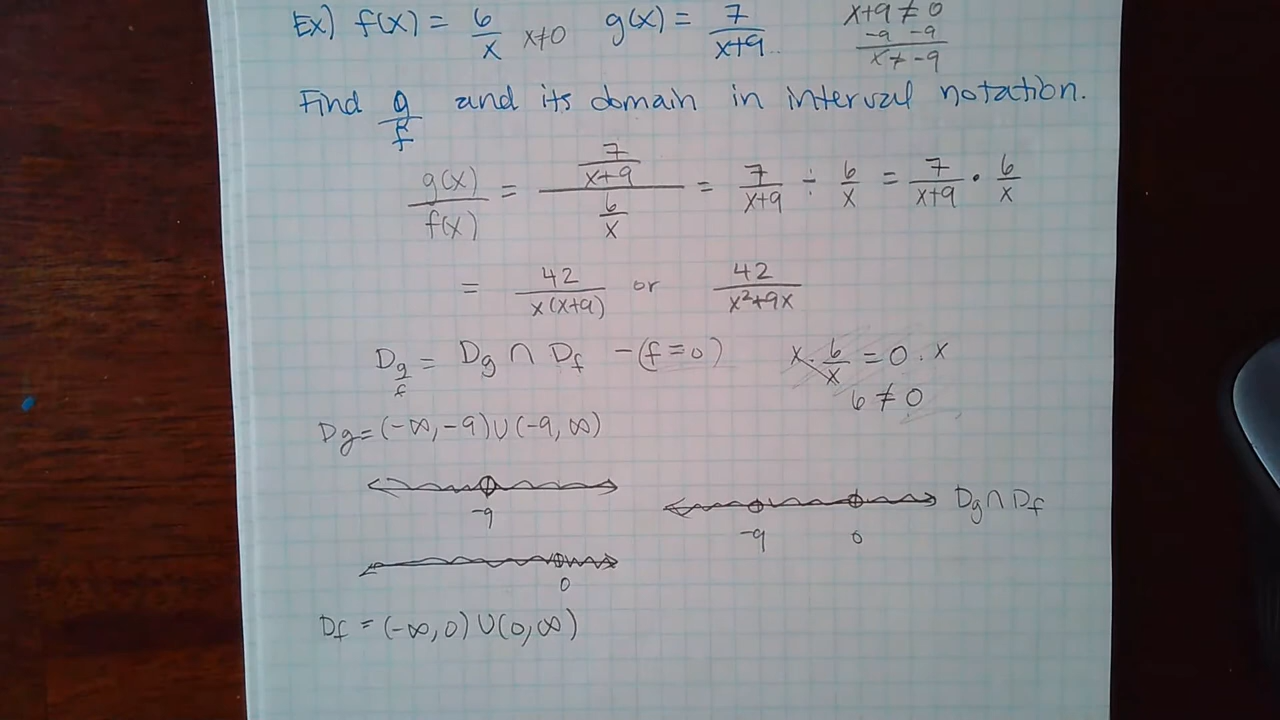 Ex) f(x) = 6/x x≠0 g(x) = 7/(x+9) x+9≠0
-9 -9
x≠-9
Find g/f and its domain in interval notation.
g(x)/f(x) = (7/(x+9))/(6/x) = 7/(x+9) ÷ 6/x = 7/(x+9) · 6/x
= 42/(x(x+9)) or 42/(x²+9x)
D_{g/f} = Dg ∩ Df -(f=0) x · 6/x = 0 · x
6 ≠ 0
Dg = (-∞, -9) ∪ (-9, ∞)
-9
-9 0 Dg ∩ Df
0
Df = (-∞, 0) ∪ (0, ∞)